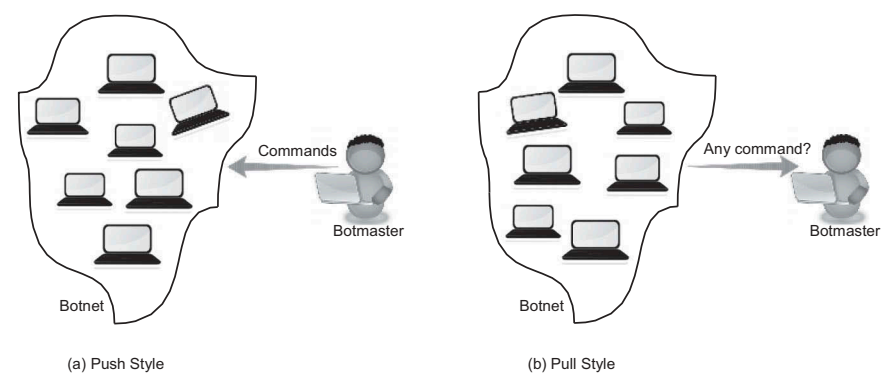 Commands
Any command?
Botmaster
Botmaster
Botnet
Botnet
(a) Push Style
(b) Pull Style